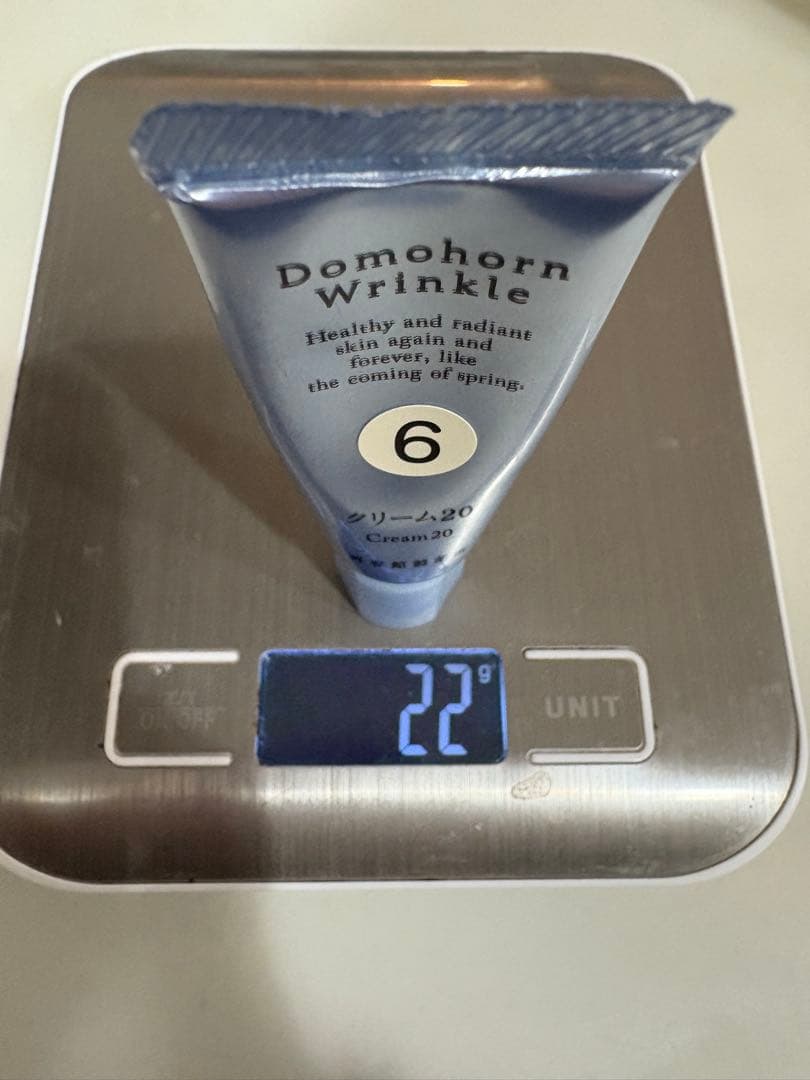 Domohorn
Wrinkle
Healthy and radiant
skin again and
forever, like
the coming of spring.
6
クリーム20
Cream20
22g
UNIT